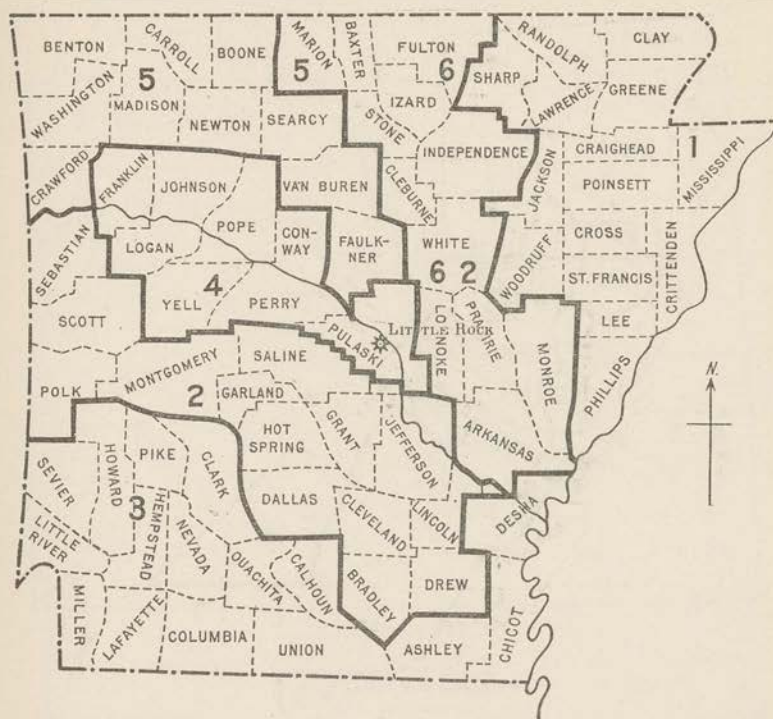 BENTON
CARROLL
BOONE
MARION
BAXTER
FULTON
RANDOLPH
CLAY
5
5
6
SHARP
GREENE
WASHINGTON
MADISON
IZARD
LAWRENCE
NEWTON
SEARCY
STONE
INDEPENDENCE
CRAIGHEAD
1
MISSISSIPPI
CRAWFORD
FRANKLIN
JOHNSON
VAN BUREN
CLEBURNE
JACKSON
POINSETT
SEBASTIAN
LOGAN
POPE
CON-
WAY
FAULK-
NER
WHITE
WOODRUFF
CROSS
CRITTENDEN
4
6
2
ST. FRANCIS
YELL
PERRY
SCOTT
PULASKI
LITTLE ROCK
LONOKE
PRAIRIE
LEE
MONROE
PHILLIPS
N.
POLK
MONTGOMERY
SALINE
2
GARLAND
HOT
SPRING
GRANT
JEFFERSON
ARKANSAS
SEVIER
HOWARD
PIKE
CLARK
DALLAS
CLEVELAND
LINCOLN
DESHA
3
LITTLE
RIVER
HEMPSTEAD
NEVADA
OUACHITA
CALHOUN
BRADLEY
DREW
MILLER
LAFAYETTE
COLUMBIA
UNION
ASHLEY
CHICOT